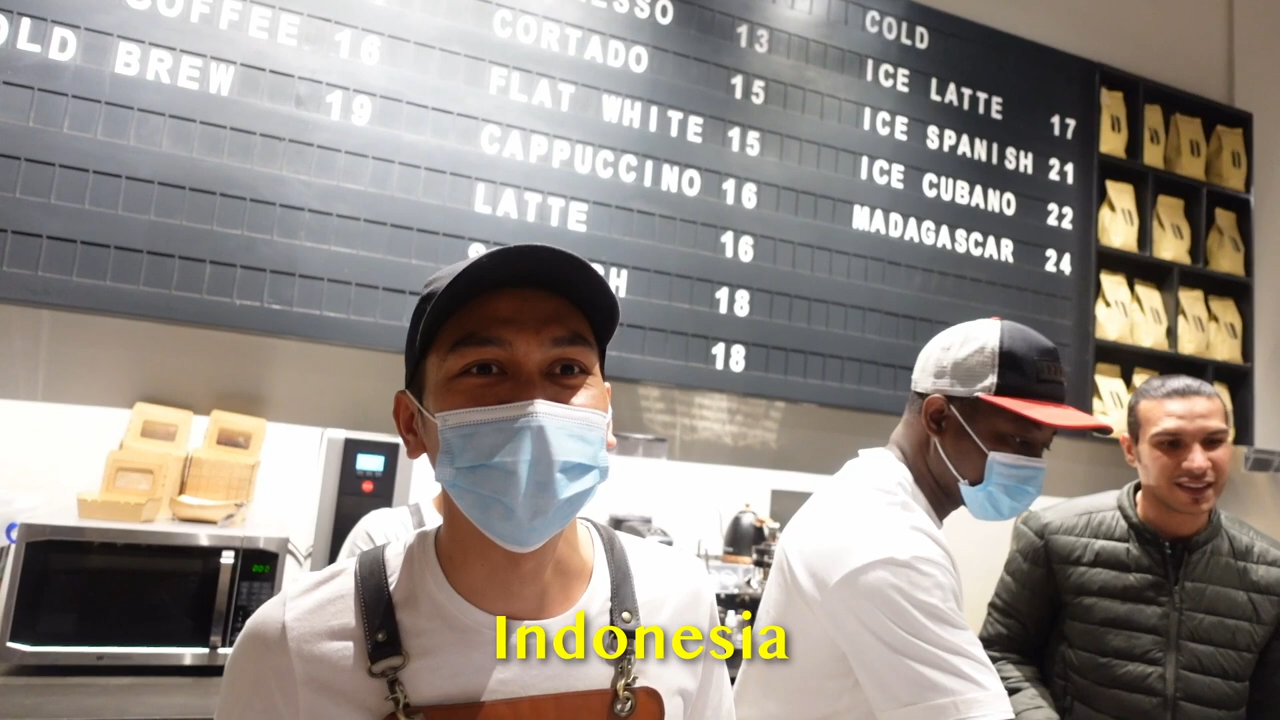 COFFEE 16
OLD BREW 19
CORTADO 13
FLAT WHITE 15
CAPPUCCINO 15
LATTE 16
16
18
18
COLD
ICE LATTE 17
ICE SPANISH 21
ICE CUBANO 22
MADAGASCAR 24
Indonesia